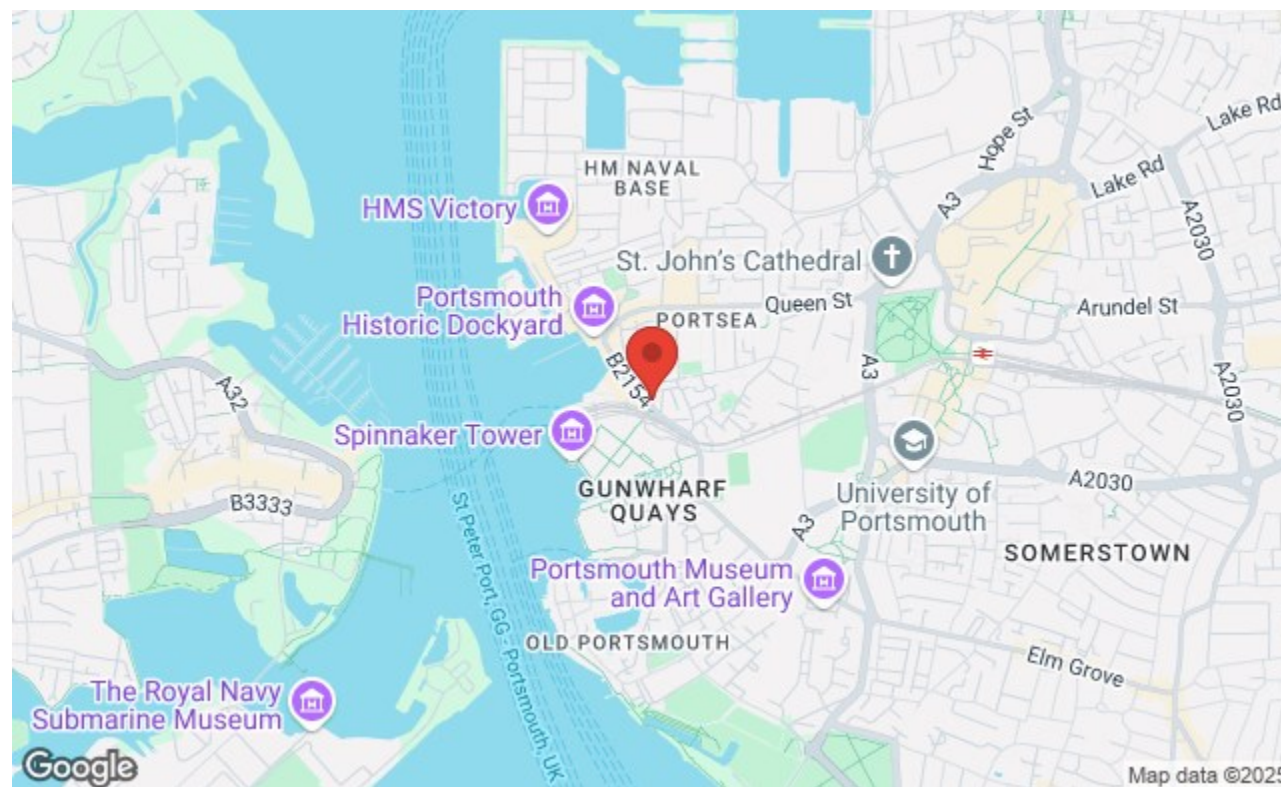 Hope St
Lake Rd
Lake Rd
HM NAVAL
BASE
HMS Victory
A3
A2030
St. John's Cathedral
Portsmouth
Historic Dockyard
Queen St
Arundel St
PORTSEA
B2154
A3
A32
A2030
Spinnaker Tower
GUNWHARF
QUAYS
B3333
A2030
University of
Portsmouth
A3
St Peter Port, GG - Portsmouth, UK
SOMERSTOWN
Portsmouth Museum
and Art Gallery
OLD PORTSMOUTH
Elm Grove
The Royal Navy
Submarine Museum
Google
Map data ©2025